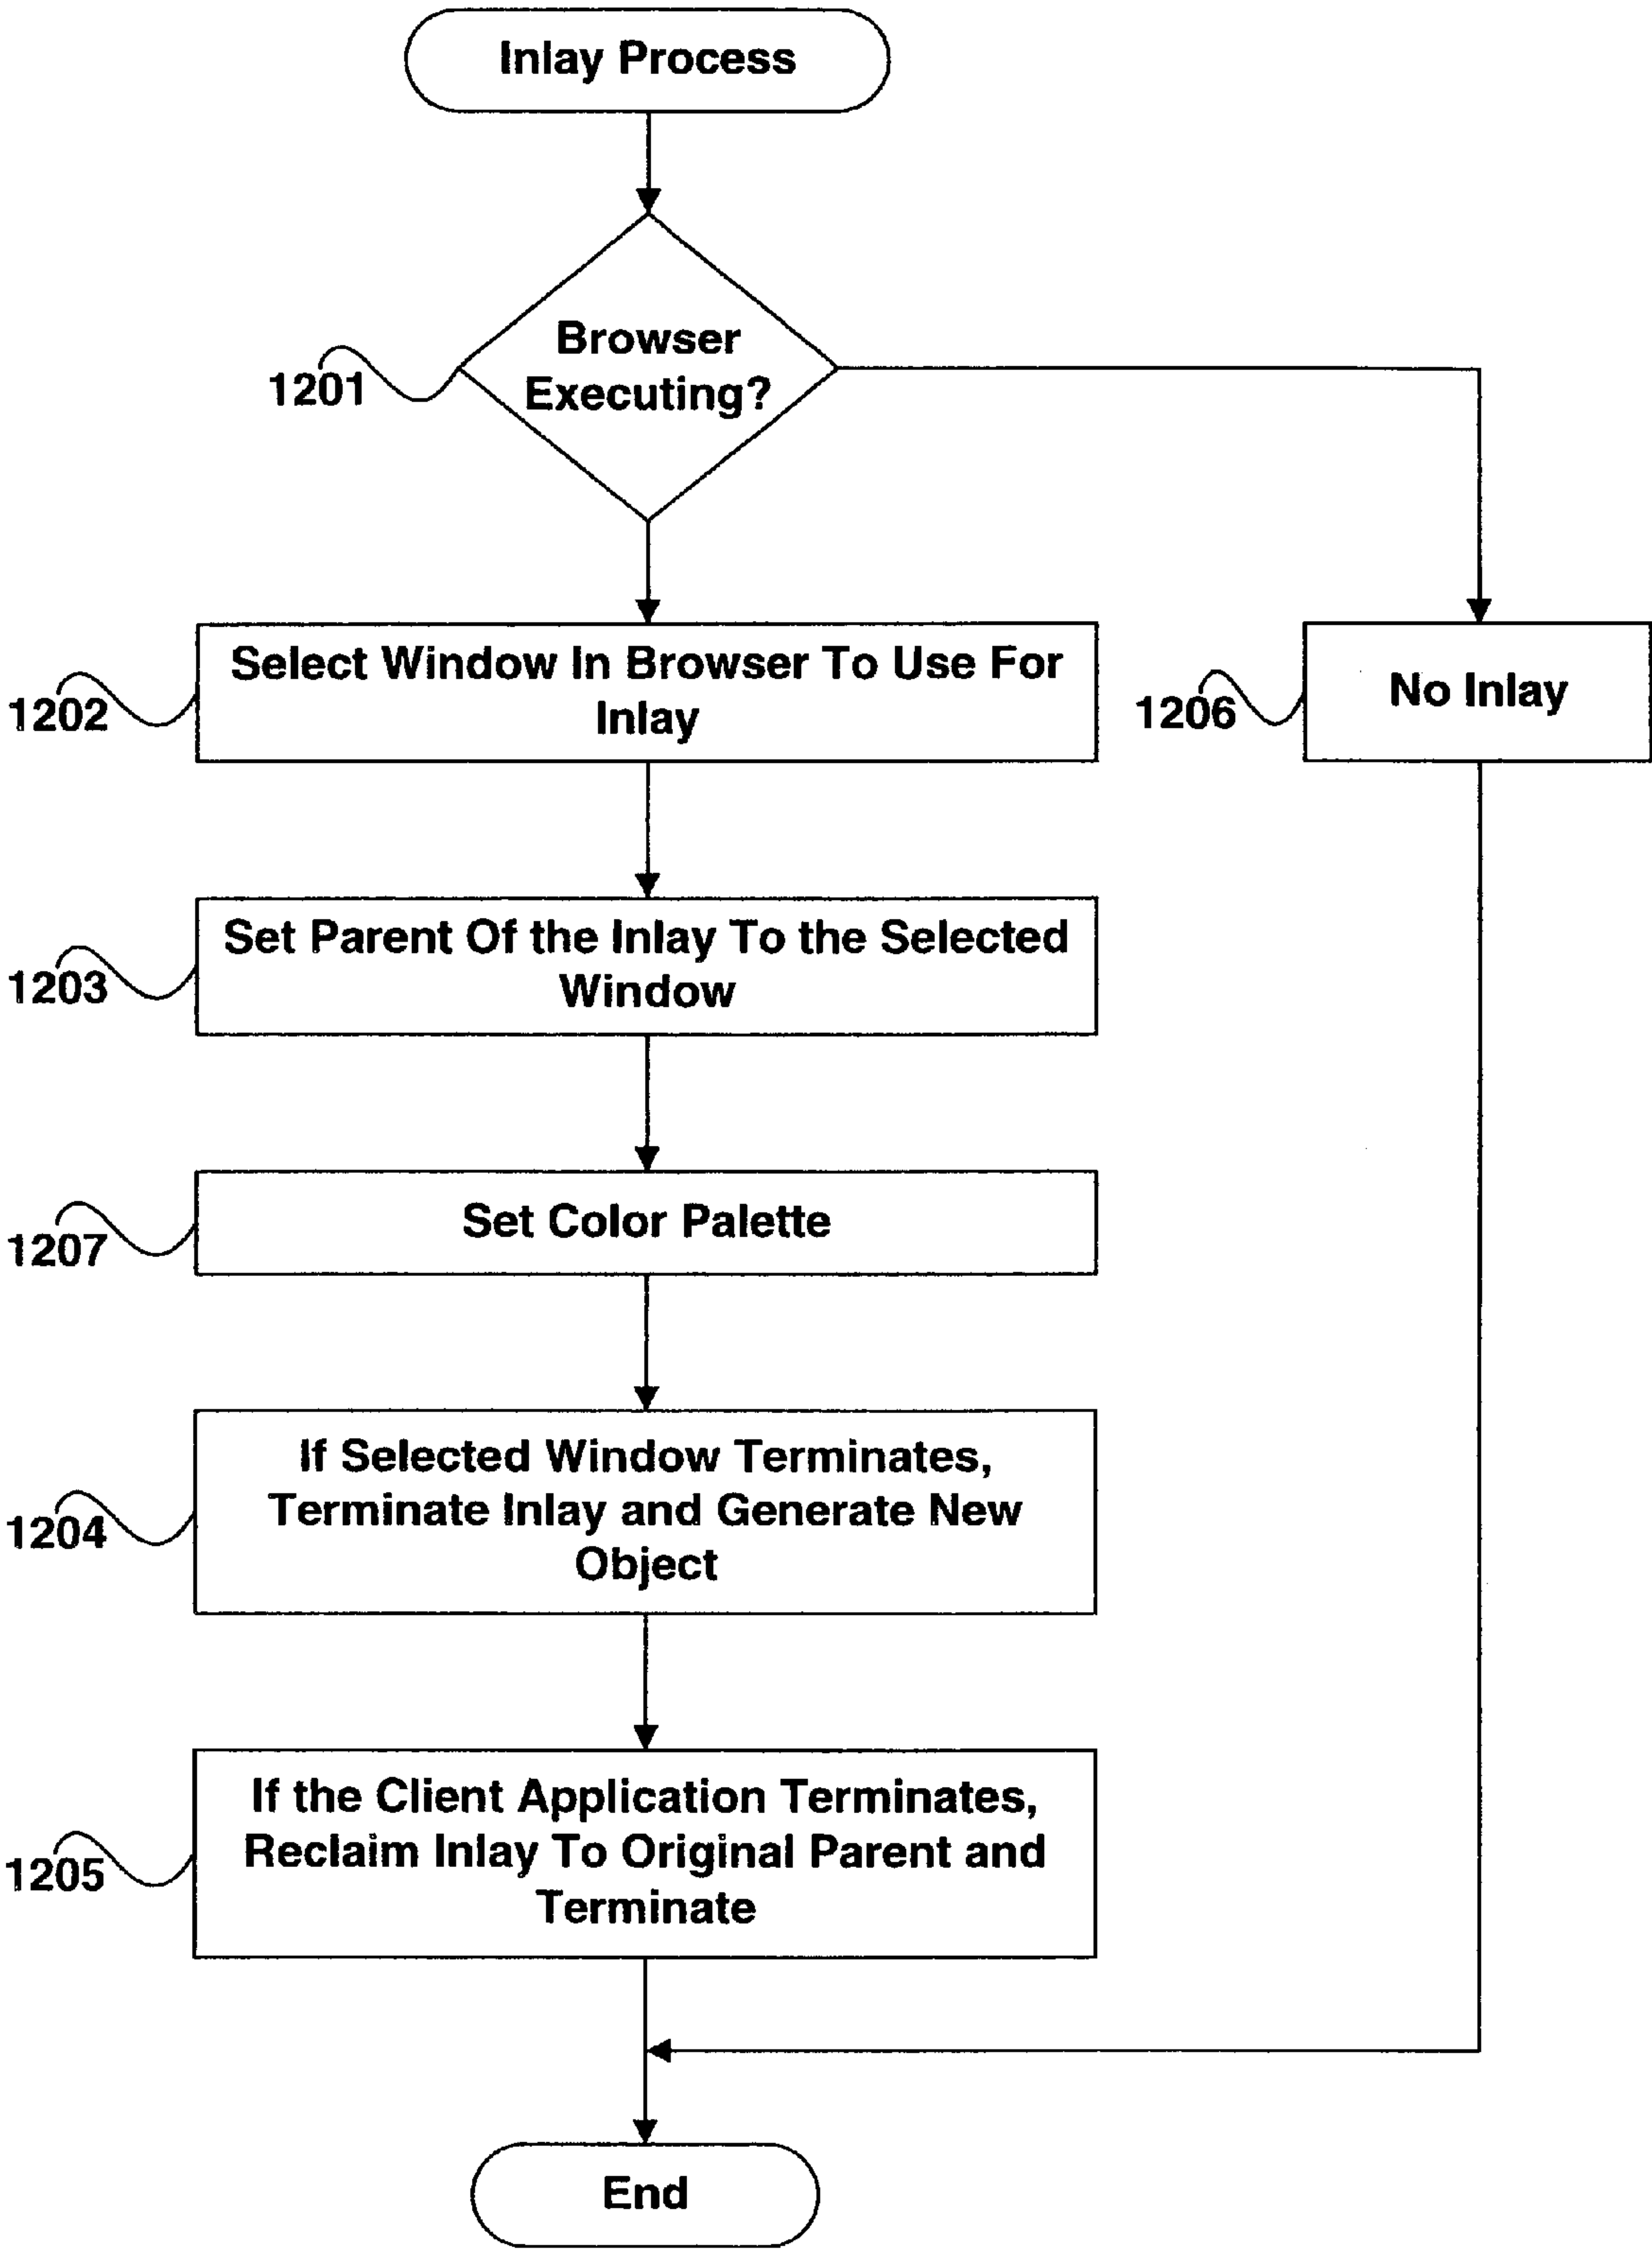 Inlay Process
Browser
Executing?
1201
Select Window In Browser To Use For
Inlay
1202
No Inlay
1206
Set Parent Of the Inlay To the Selected
Window
1203
Set Color Palette
1207
If Selected Window Terminates,
Terminate Inlay and Generate New
Object
1204
If the Client Application Terminates,
Reclaim Inlay To Original Parent and
Terminate
1205
End